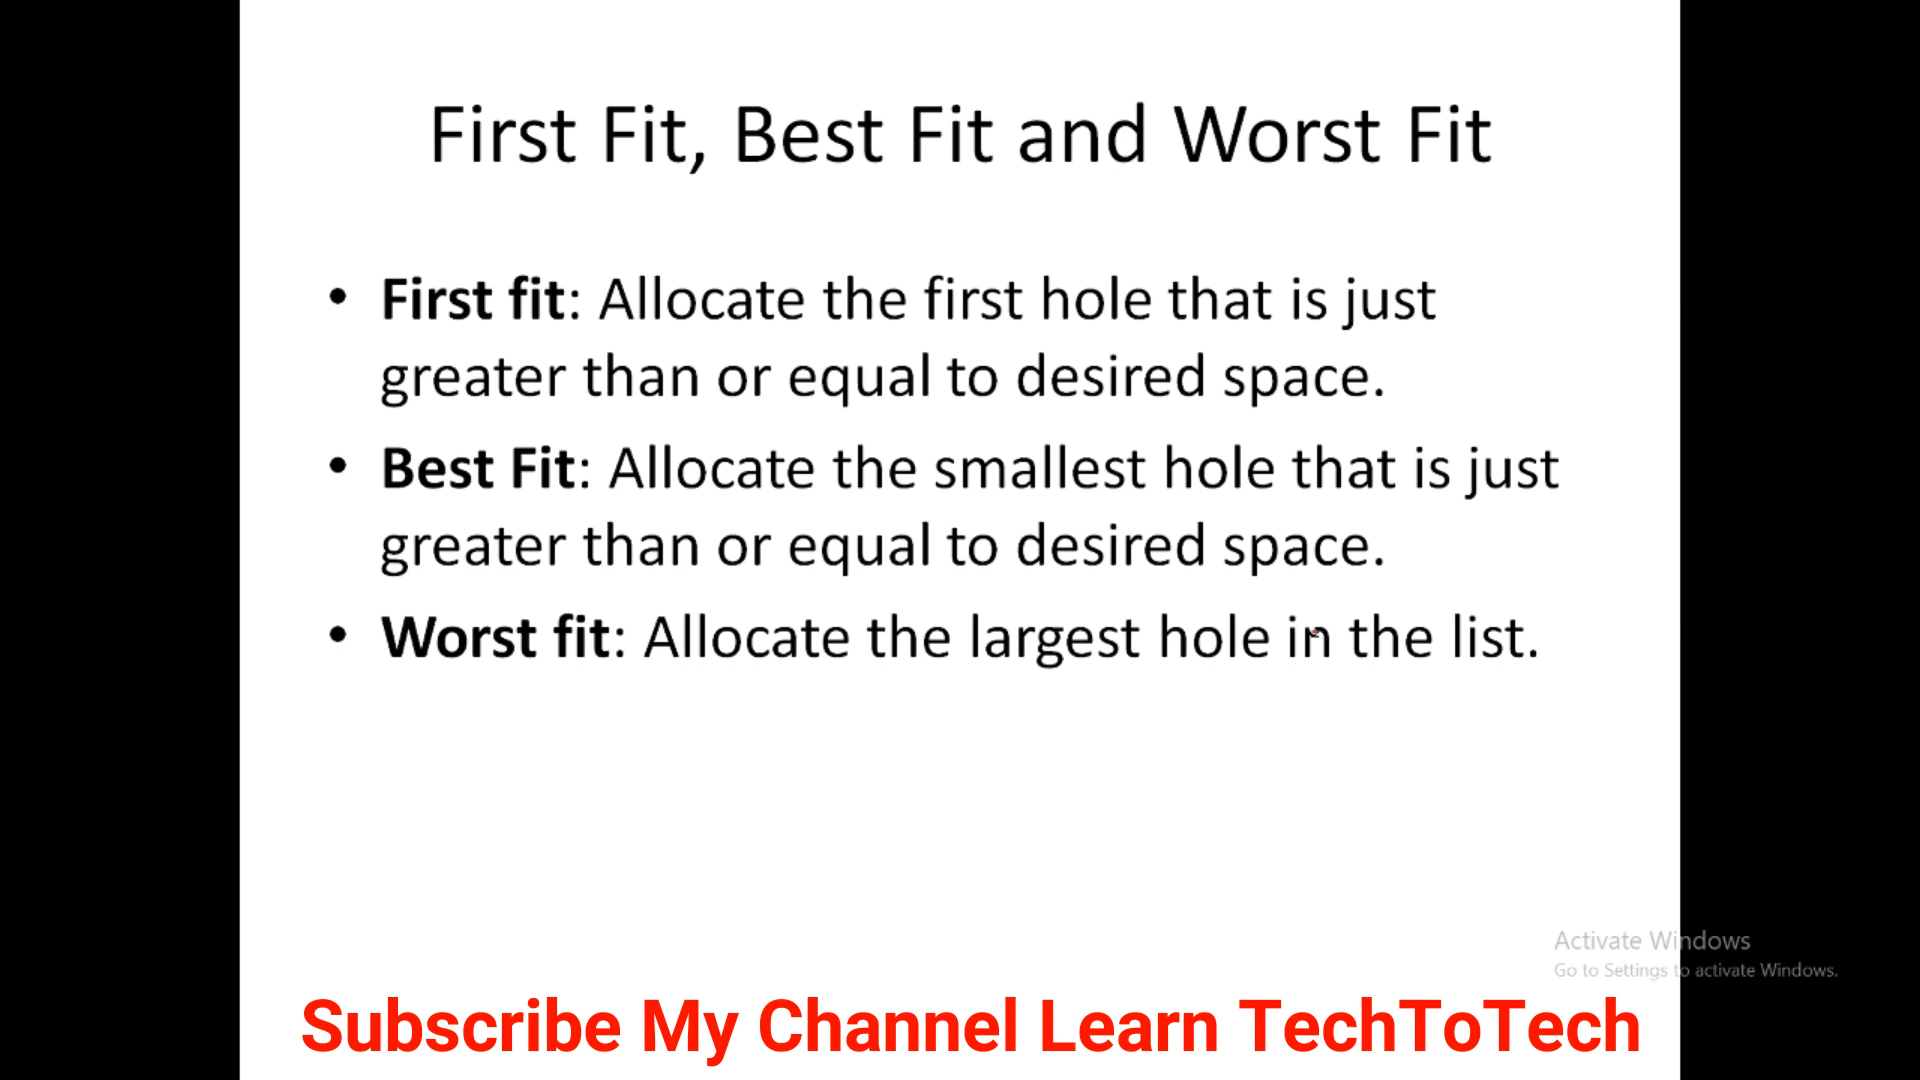 First Fit, Best Fit and Worst Fit
• First fit: Allocate the first hole that is just
greater than or equal to desired space.
• Best Fit: Allocate the smallest hole that is just
greater than or equal to desired space.
• Worst fit: Allocate the largest hole in the list.
Activate Windows
Go to Settings to activate Windows.
Subscribe My Channel Learn TechToTech